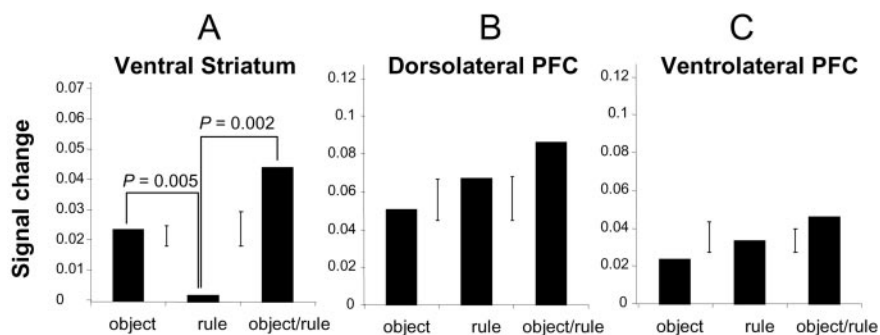 A
Ventral Striatum
0.07
0.06
0.05
0.04
0.03
0.02
0.01
0
P = 0.002
P = 0.005
object
rule
object/rule
Signal change
B
Dorsolateral PFC
0.12
0.1
0.08
0.06
0.04
0.02
0
object
rule
object/rule
C
Ventrolateral PFC
0.12
0.1
0.08
0.06
0.04
0.02
0
object
rule
object/rule